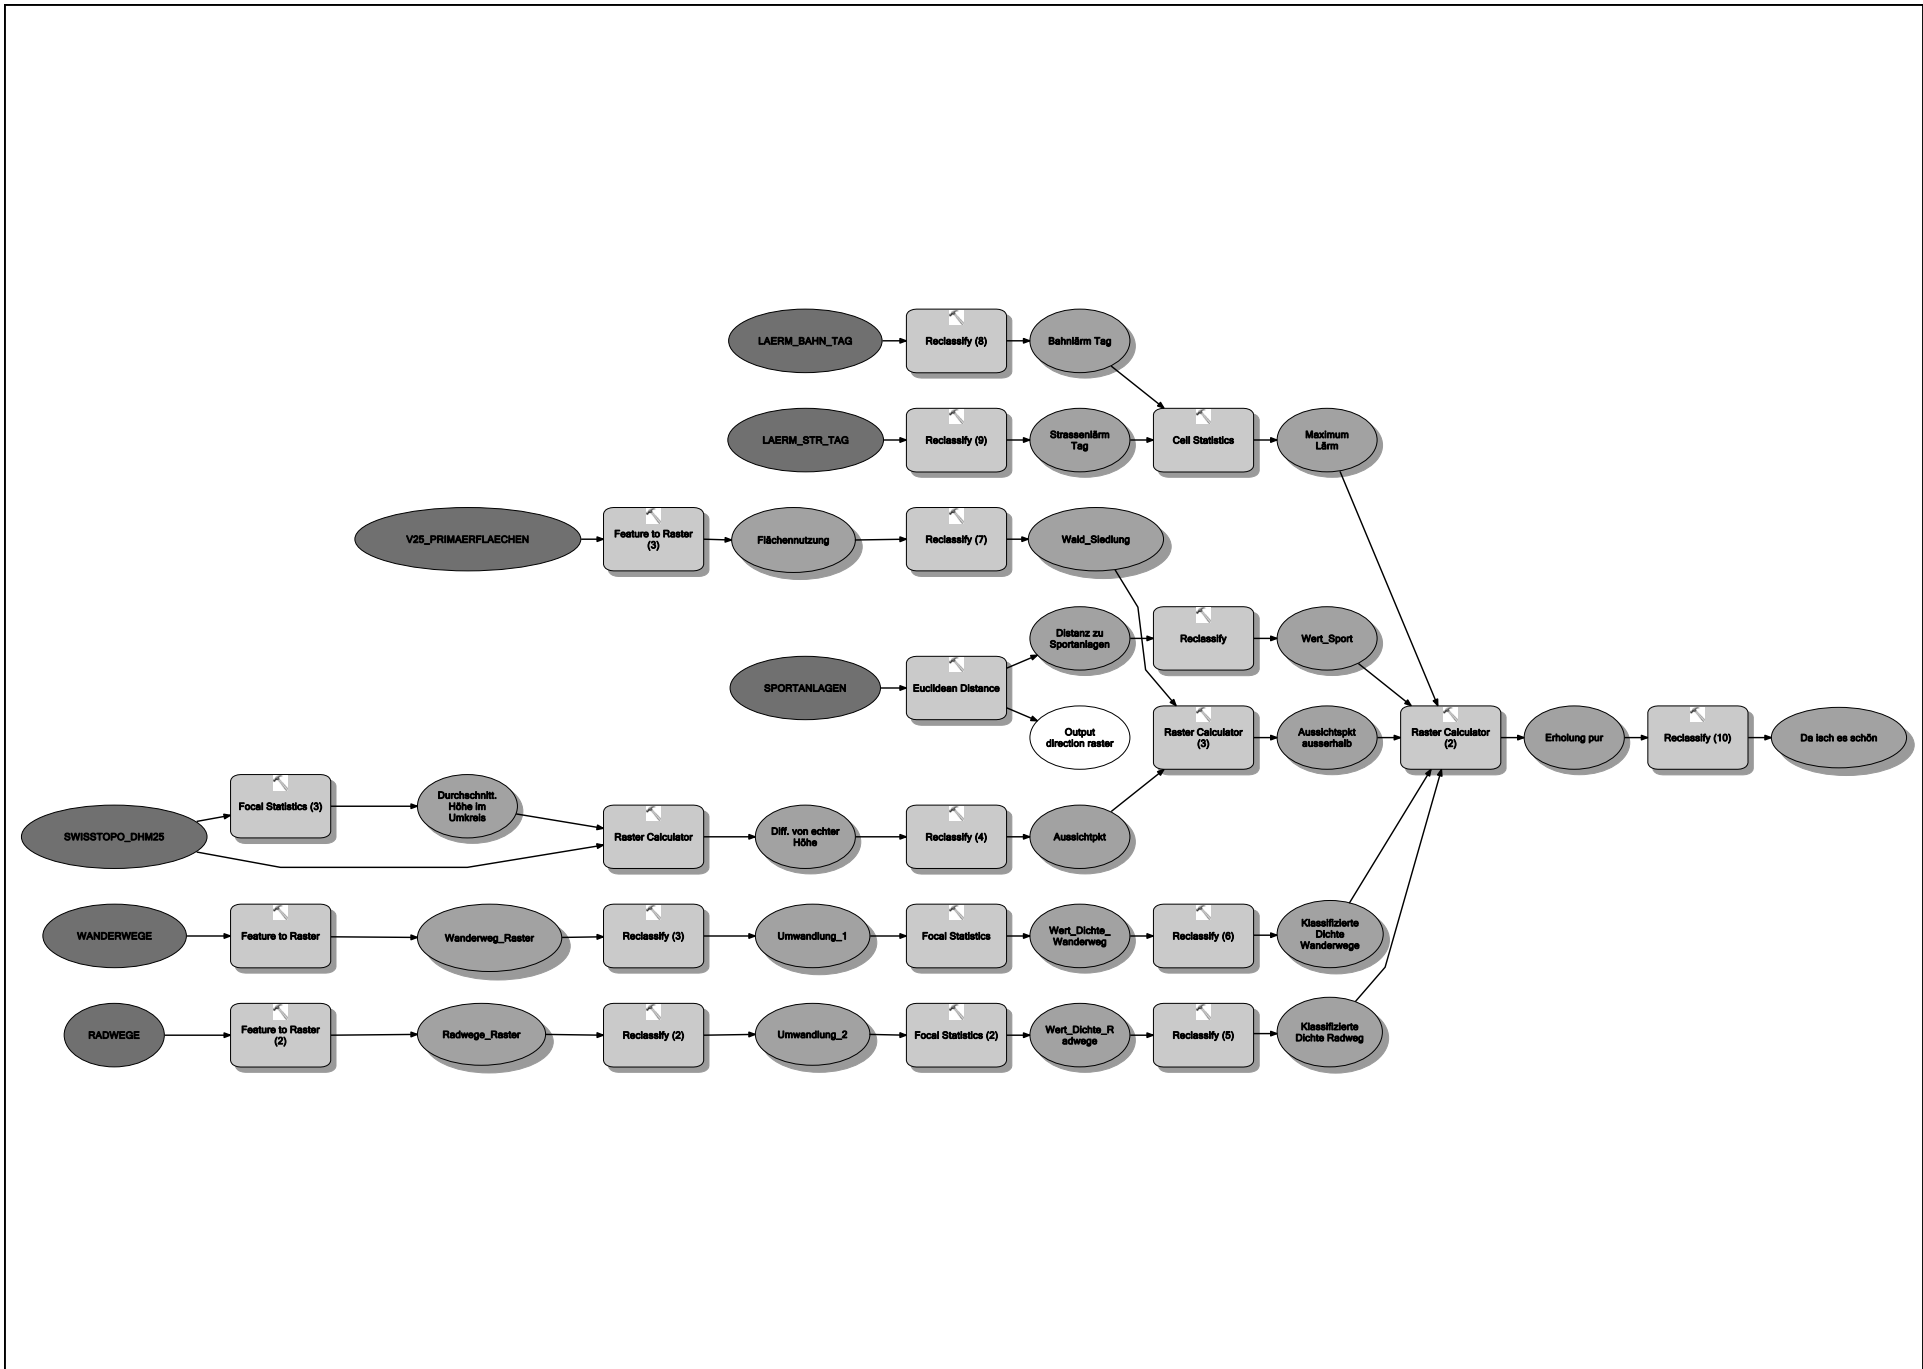 LAERM_BAHN_TAG
Reclassify (8)
Bahnlärm Tag
LAERM_STR_TAG
Reclassify (9)
Strassenlärm
Tag
Cell Statistics
Maximum
Lärm
V25_PRIMAERFLAECHEN
Feature to Raster
(3)
Flächennutzung
Reclassify (7)
Wald_Siedlung
Distanz zu
Sportanlagen
Reclassify
Wert_Sport
SPORTANLAGEN
Euclidean Distance
Output
direction raster
Raster Calculator
(3)
Aussichtspkt
ausserhalb
Raster Calculator
(2)
Erholung pur
Reclassify (10)
Da isch es schön
SWISSTOPO_DHM25
Focal Statistics (3)
Durchschnitt.
Höhe im
Umkreis
Raster Calculator
Diff. von echter
Höhe
Reclassify (4)
Aussichtpkt
WANDERWEGE
Feature to Raster
Wanderweg_Raster
Reclassify (3)
Umwandlung_1
Focal Statistics
Wert_Dichte_
Wanderweg
Reclassify (6)
Klassifizierte
Dichte
Wanderwege
RADWEGE
Feature to Raster
(2)
Radwege_Raster
Reclassify (2)
Umwandlung_2
Focal Statistics (2)
Wert_Dichte_R
adwege
Reclassify (5)
Klassifizierte
Dichte Radweg